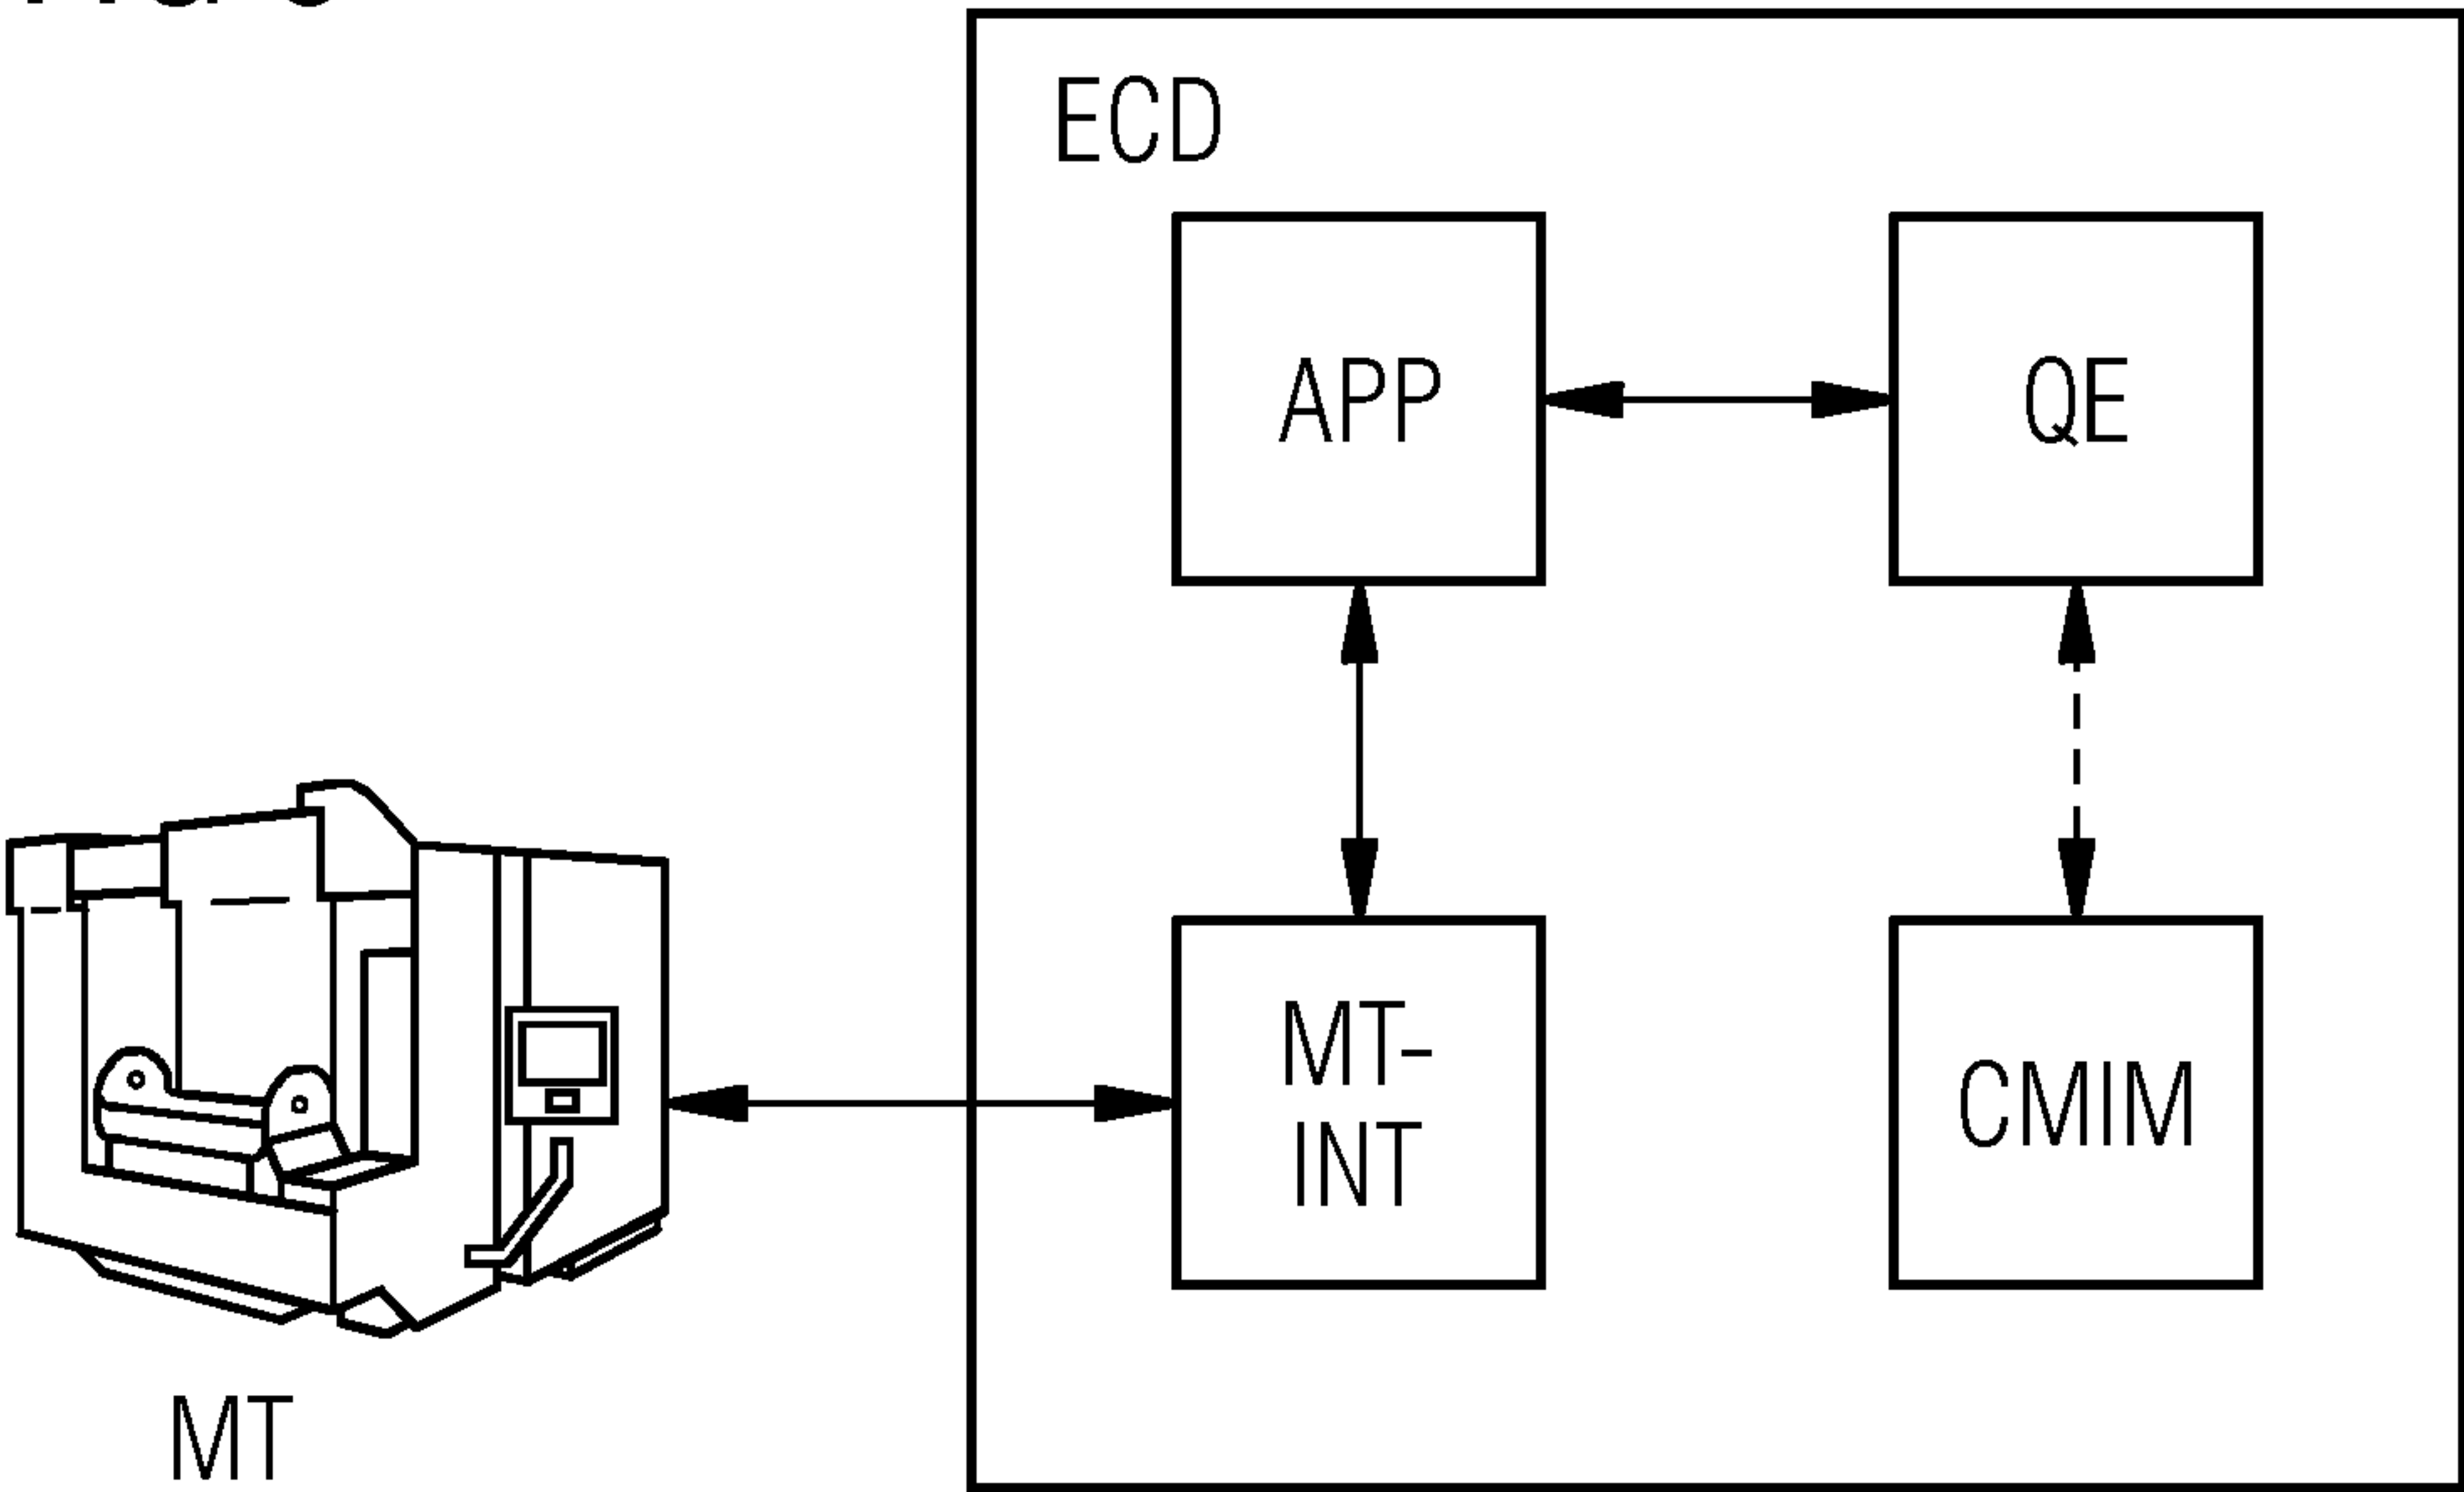 ECD
APP
QE
MT-
INT
CMIM
MT